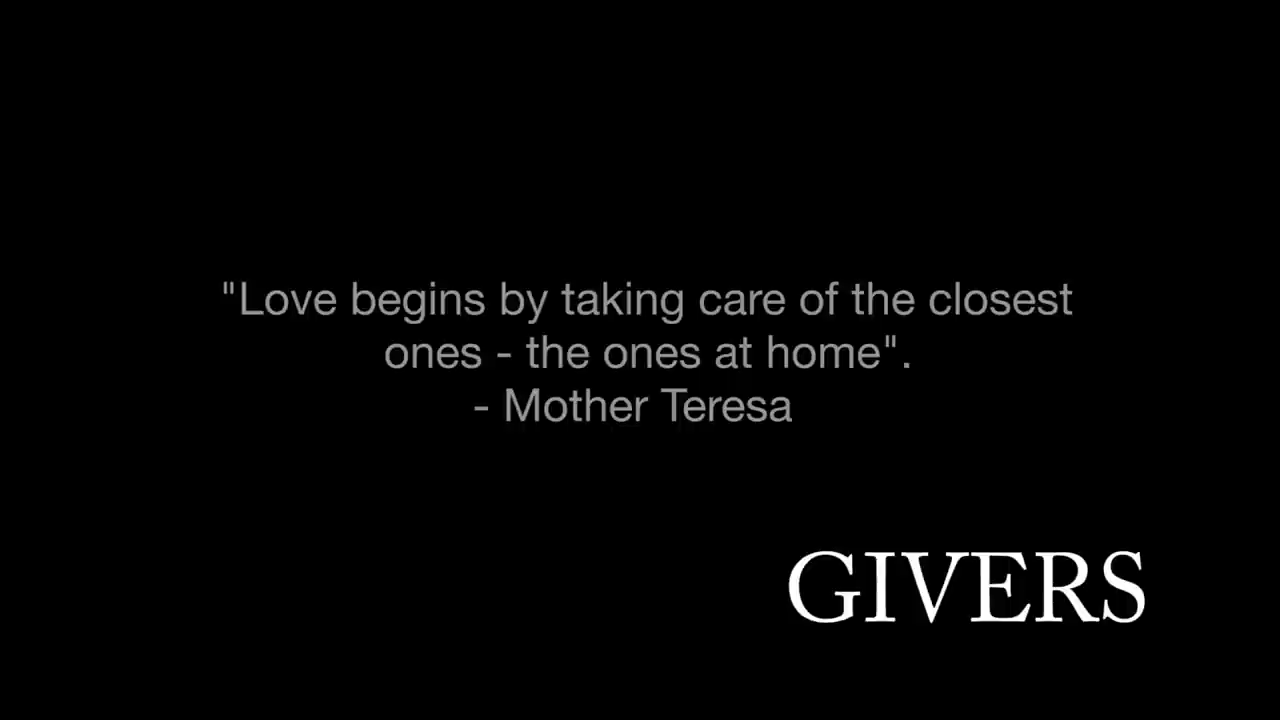 "Love begins by taking care of the closest
ones - the ones at home".
- Mother Teresa
GIVERS